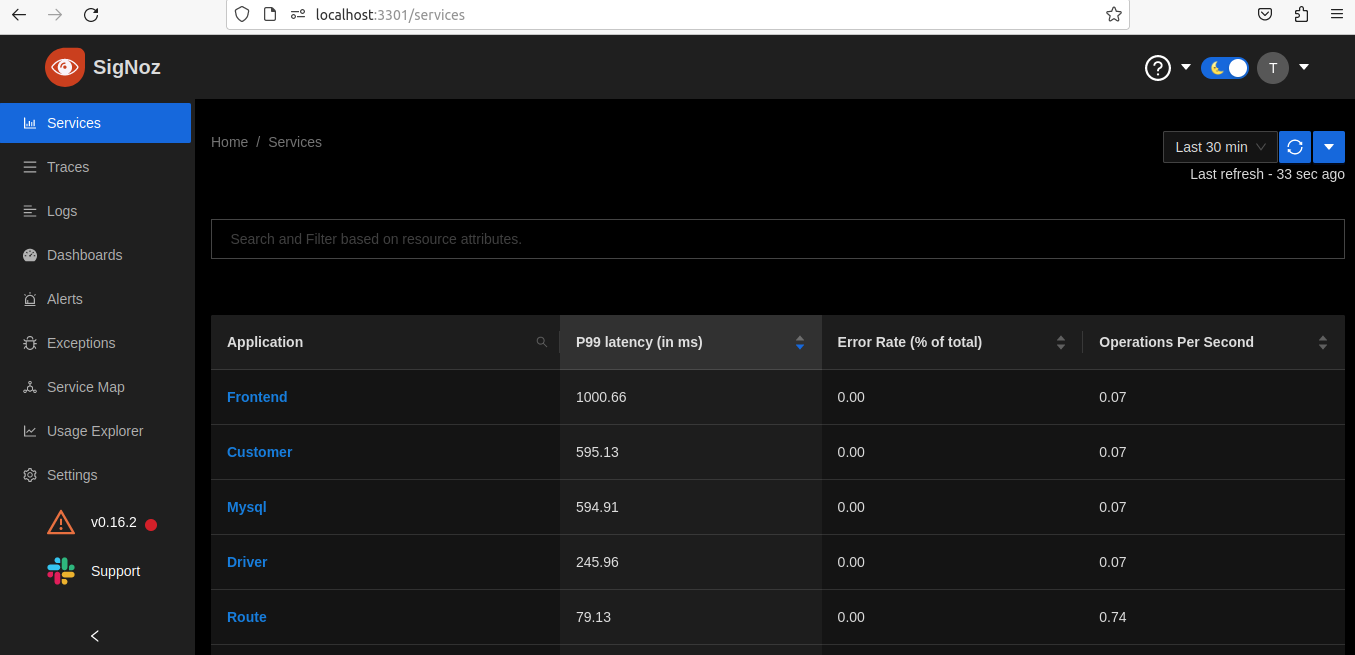 localhost:3301/services
SigNoz
T
Services
Traces
Logs
Dashboards
Alerts
Exceptions
Service Map
Usage Explorer
Settings
v0.16.2
Support
Home / Services
Last 30 min
Last refresh - 33 sec ago
Search and Filter based on resource attributes.
Application P99 latency (in ms) Error Rate (% of total) Operations Per Second
Frontend 1000.66 0.00 0.07
Customer 595.13 0.00 0.07
Mysql 594.91 0.00 0.07
Driver 245.96 0.00 0.07
Route 79.13 0.00 0.74